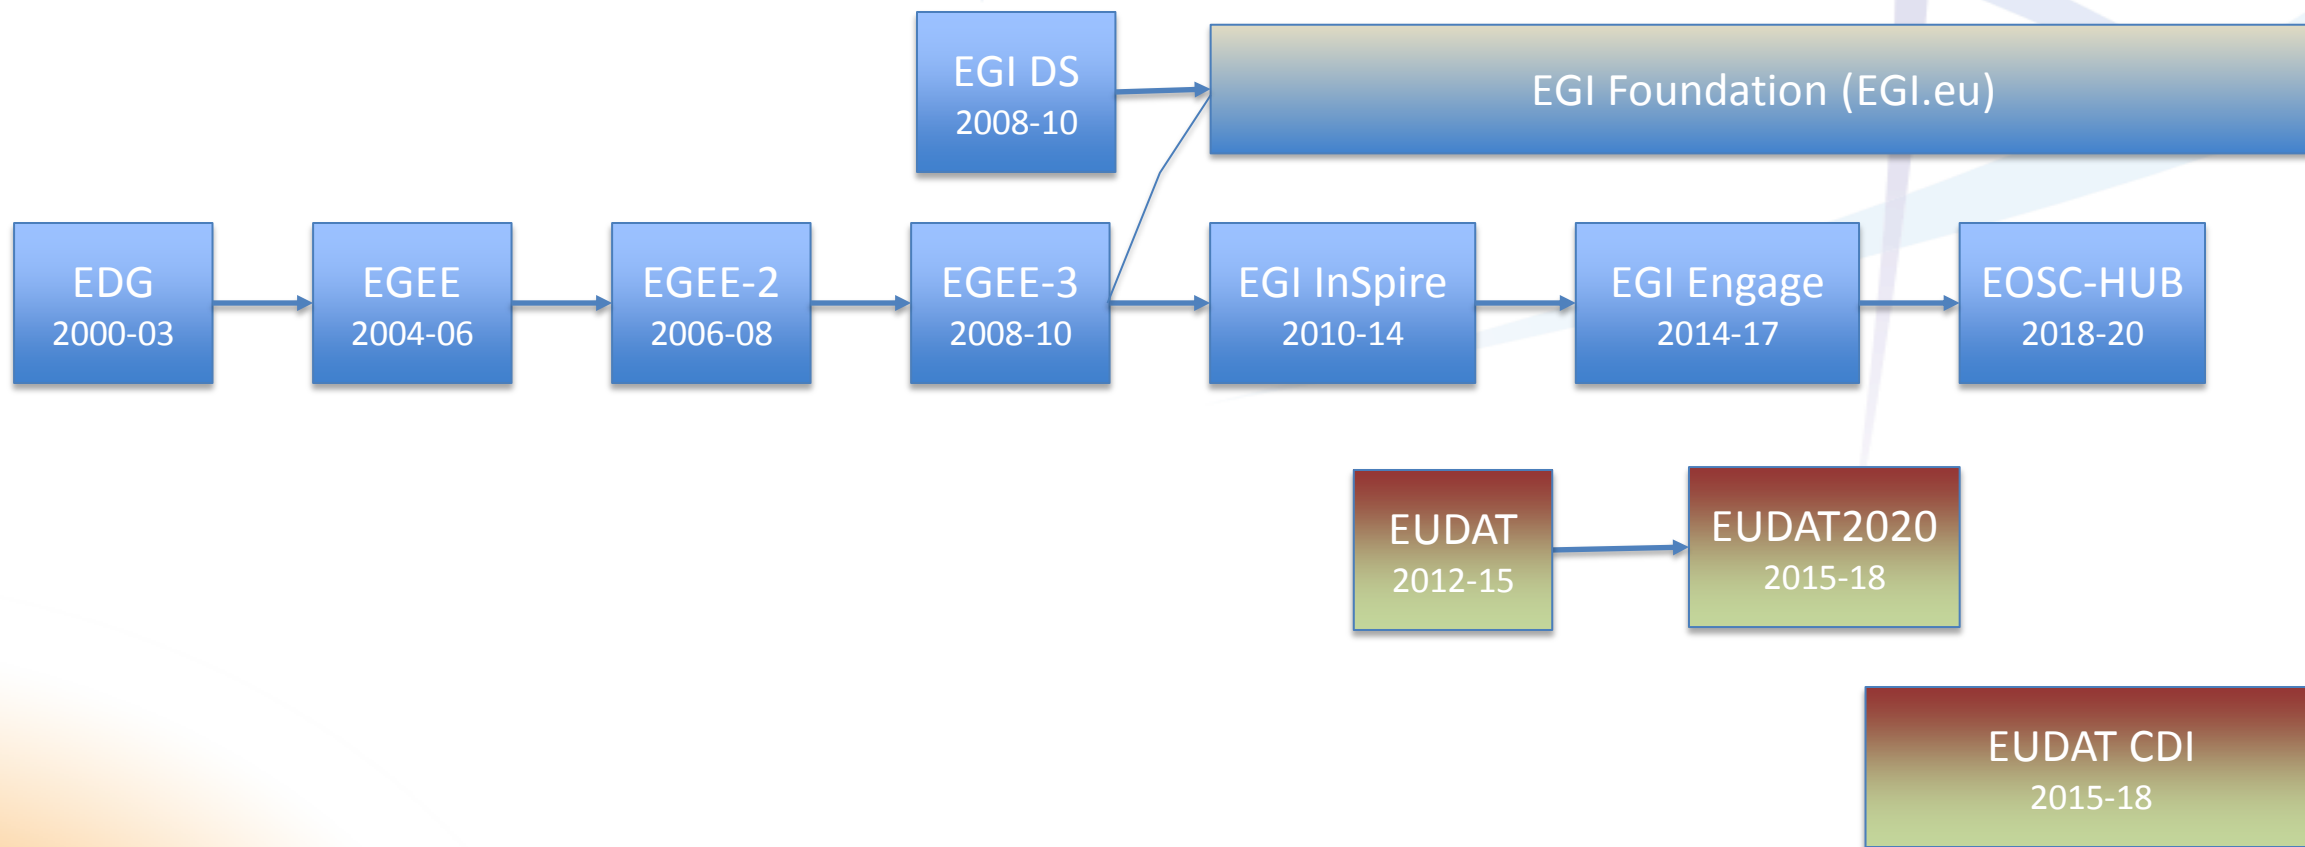 EGI DS
2008-10
EGI Foundation (EGI.eu)
EDG
2000-03
EGEE
2004-06
EGEE-2
2006-08
EGEE-3
2008-10
EGI InSpire
2010-14
EGI Engage
2014-17
EOSC-HUB
2018-20
EUDAT
2012-15
EUDAT2020
2015-18
EUDAT CDI
2015-18